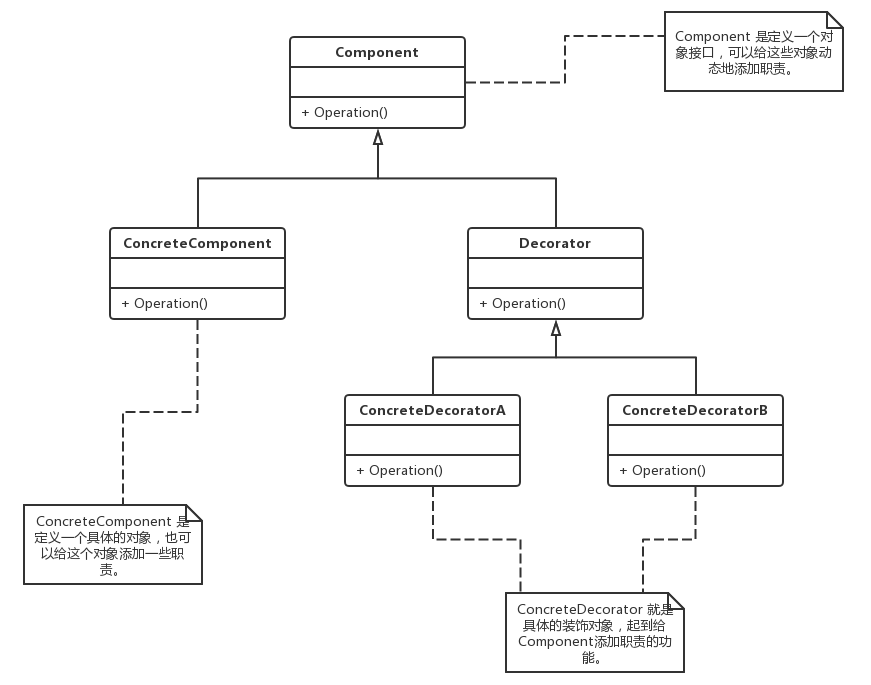 Component 是定义一个对
象接口，可以给这些对象动
态地添加职责。
Component
+ Operation()
ConcreteComponent
+ Operation()
Decorator
+ Operation()
ConcreteDecoratorA
+ Operation()
ConcreteDecoratorB
+ Operation()
ConcreteComponent 是
定义一个具体的对象，也可
以给这个对象添加一些职
责。
ConcreteDecorator 就是
具体的装饰对象，起到给
Component添加职责的功
能。